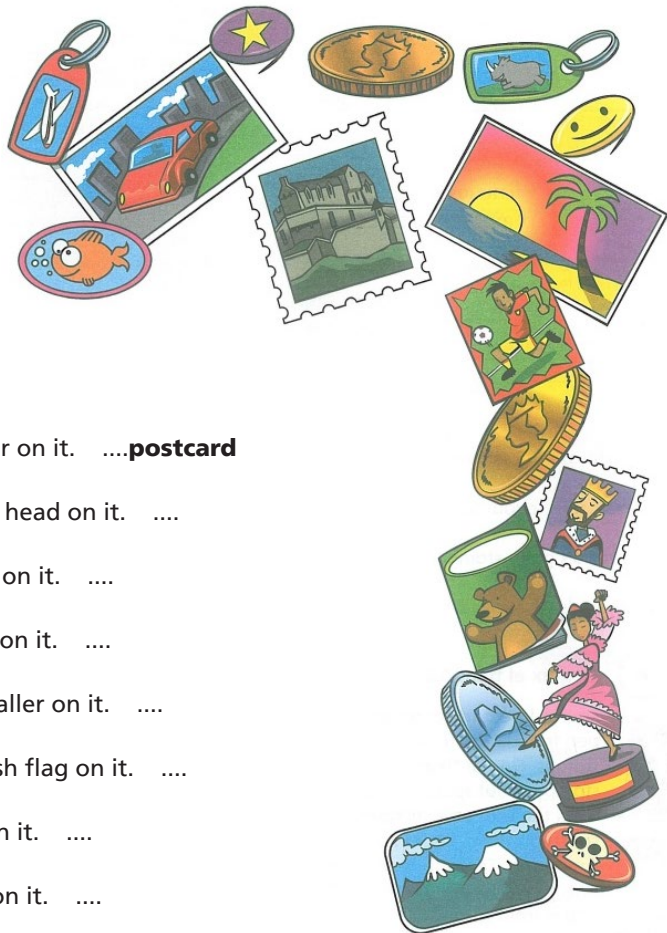 r on it. ....postcard
head on it. ....
on it. ....
on it. ....
aller on it. ....
sh flag on it. ....
n it. ....
on it. ....